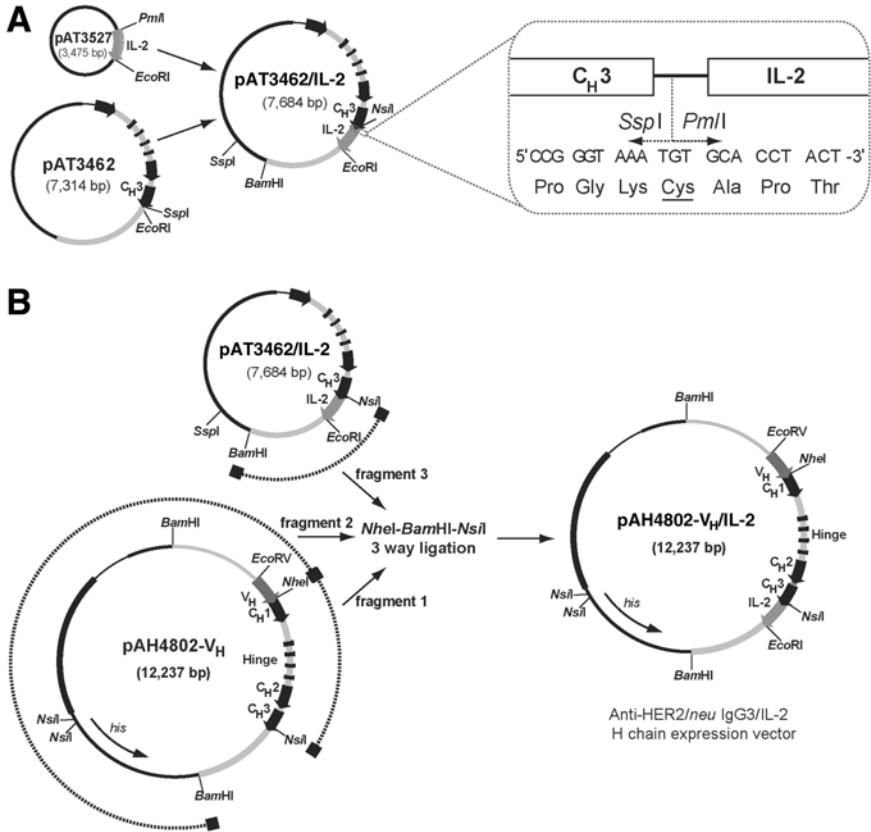 A
pAT3527
(3,475 bp)
PmlI
IL-2
EcoRI
pAT3462
(7,314 bp)
CH3
SspI
EcoRI
pAT3462/IL-2
(7,684 bp)
CH3
NsiI
IL-2
EcoRI
SspI
BamHI
CH3
IL-2
SspI PmlI
5'CCG GGT AAA TGT GCA CCT ACT -3'
Pro Gly Lys Cys Ala Pro Thr
B
pAT3462/IL-2
(7,684 bp)
CH3
IL-2
NsiI
SspI
EcoRI
BamHI
fragment 3
fragment 2
NheI-BamHI-NsiI
3 way ligation
fragment 1
BamHI
EcoRV
NheI
VH
CH1
pAH4802-VH
(12,237 bp)
Hinge
CH2
CH3
NsiI
NsiI
NsiI
his
BamHI
BamHI
EcoRV
NheI
VH
CH1
pAH4802-VH/IL-2
(12,237 bp)
Hinge
CH2
CH3
IL-2
NsiI
NsiI
NsiI
his
EcoRI
BamHI
Anti-HER2/neu IgG3/IL-2
H chain expression vector